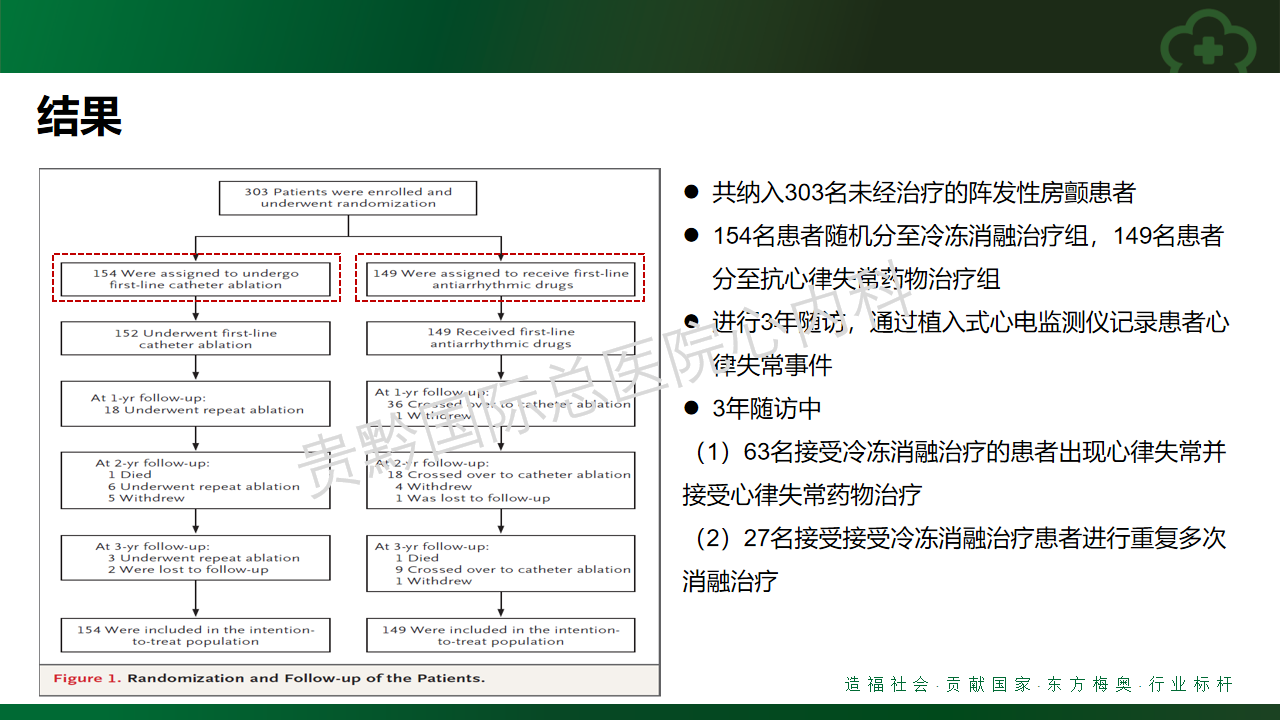 结果
303 Patients were enrolled and
underwent randomization
154 Were assigned to undergo
first-line catheter ablation
149 Were assigned to receive first-line
antiarrhythmic drugs
152 Underwent first-line
catheter ablation
149 Received first-line
antiarrhythmic drugs
At 1-yr follow-up:
18 Underwent repeat ablation
At 1-yr follow-up:
36 Crossed over to catheter ablation
1 Withdrew
At 2-yr follow-up:
1 Died
6 Underwent repeat ablation
5 Withdrew
At 2-yr follow-up:
18 Crossed over to catheter ablation
4 Withdrew
1 Was lost to follow-up
At 3-yr follow-up:
3 Underwent repeat ablation
2 Were lost to follow-up
At 3-yr follow-up:
1 Died
9 Crossed over to catheter ablation
1 Withdrew
154 Were included in the intention-
to-treat population
149 Were included in the intention-
to-treat population
Figure 1. Randomization and Follow-up of the Patients.
● 共纳入303名未经治疗的阵发性房颤患者
● 154名患者随机分至冷冻消融治疗组，149名患者
分至抗心律失常药物治疗组
● 进行3年随访，通过植入式心电监测仪记录患者心
律失常事件
● 3年随访中
（1）63名接受冷冻消融治疗的患者出现心律失常并
接受心律失常药物治疗
（2）27名接受接受冷冻消融治疗患者进行重复多次
消融治疗
贵黔国际总医院心内科
造福社会·贡献国家·东方梅奥·行业标杆